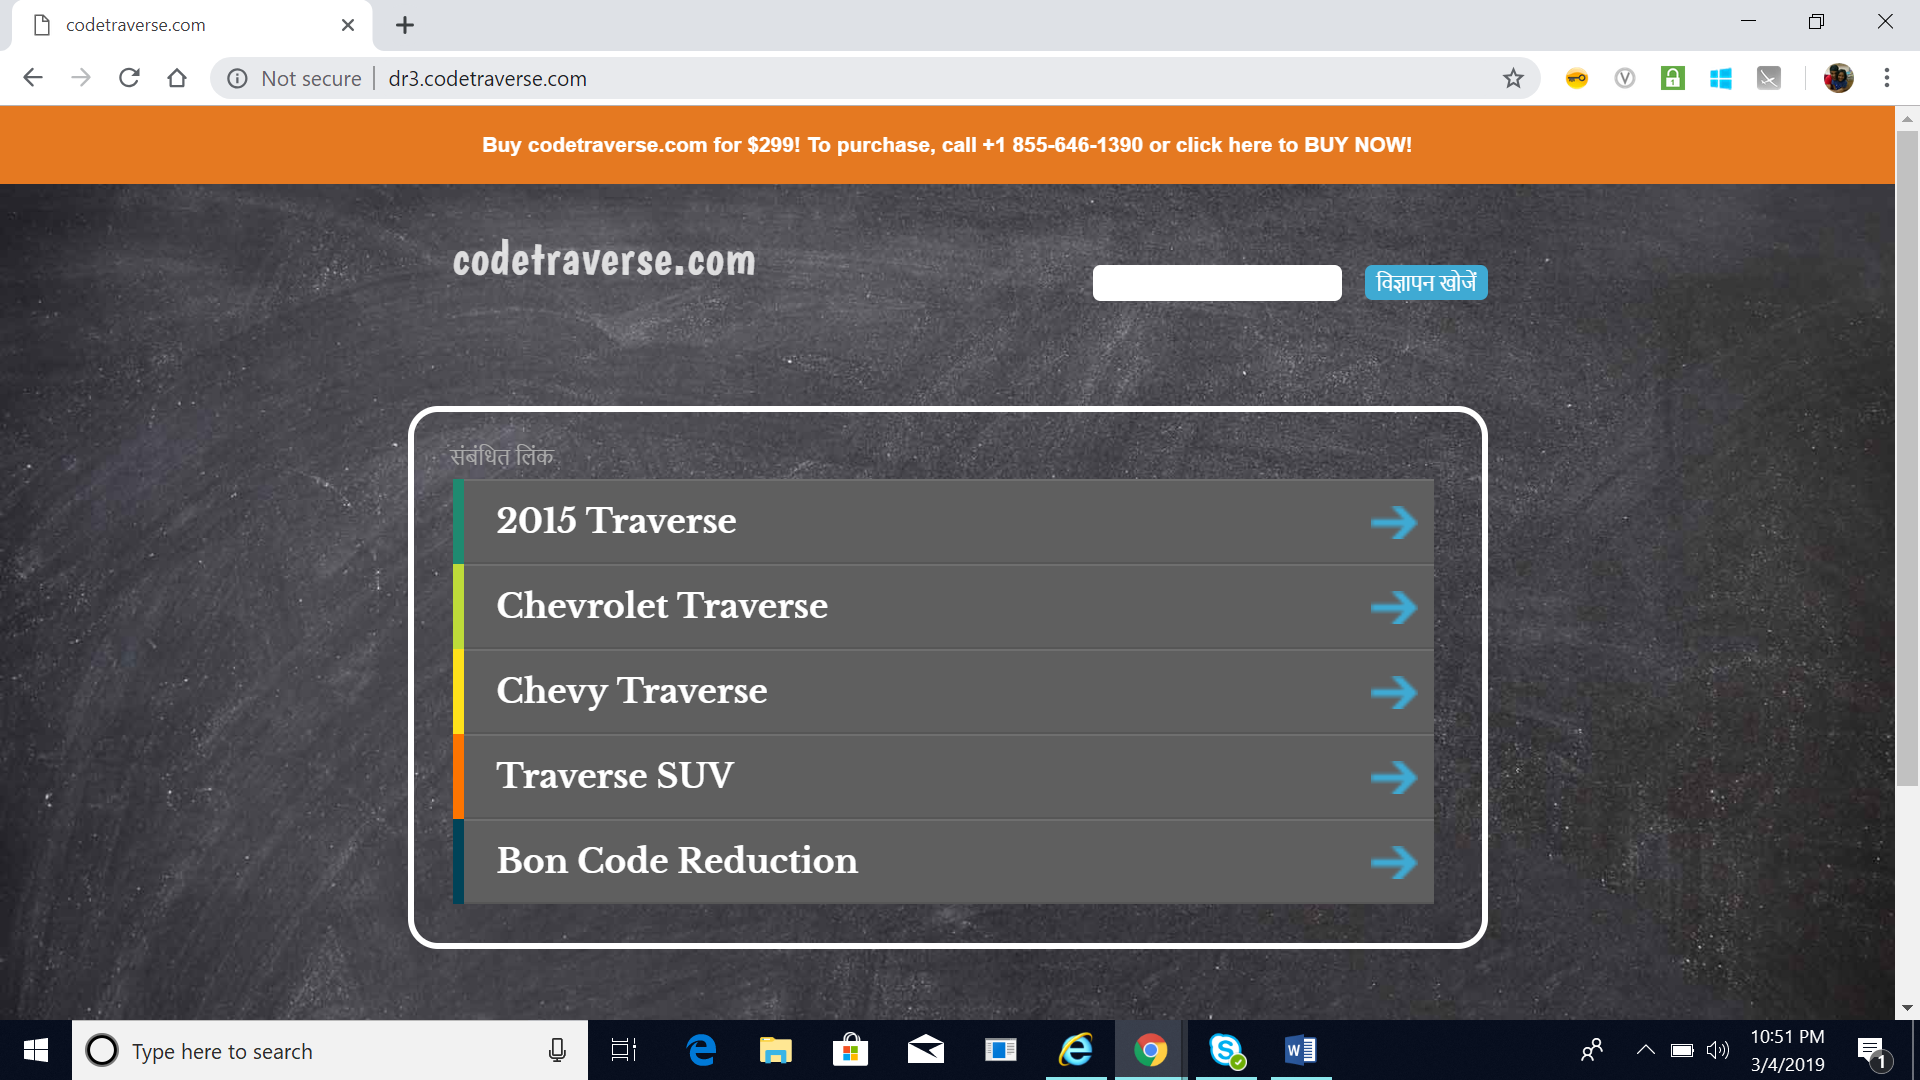 codetraverse.com
Not secure
dr3.codetraverse.com
Buy codetraverse.com for $299! To purchase, call +1 855-646-1390 or click here to BUY NOW!
codetraverse.com
विज्ञापन खोजें
संबंधित लिंक
2015 Traverse
Chevrolet Traverse
Chevy Traverse
Traverse SUV
Bon Code Reduction
Type here to search
10:51 PM
3/4/2019
1